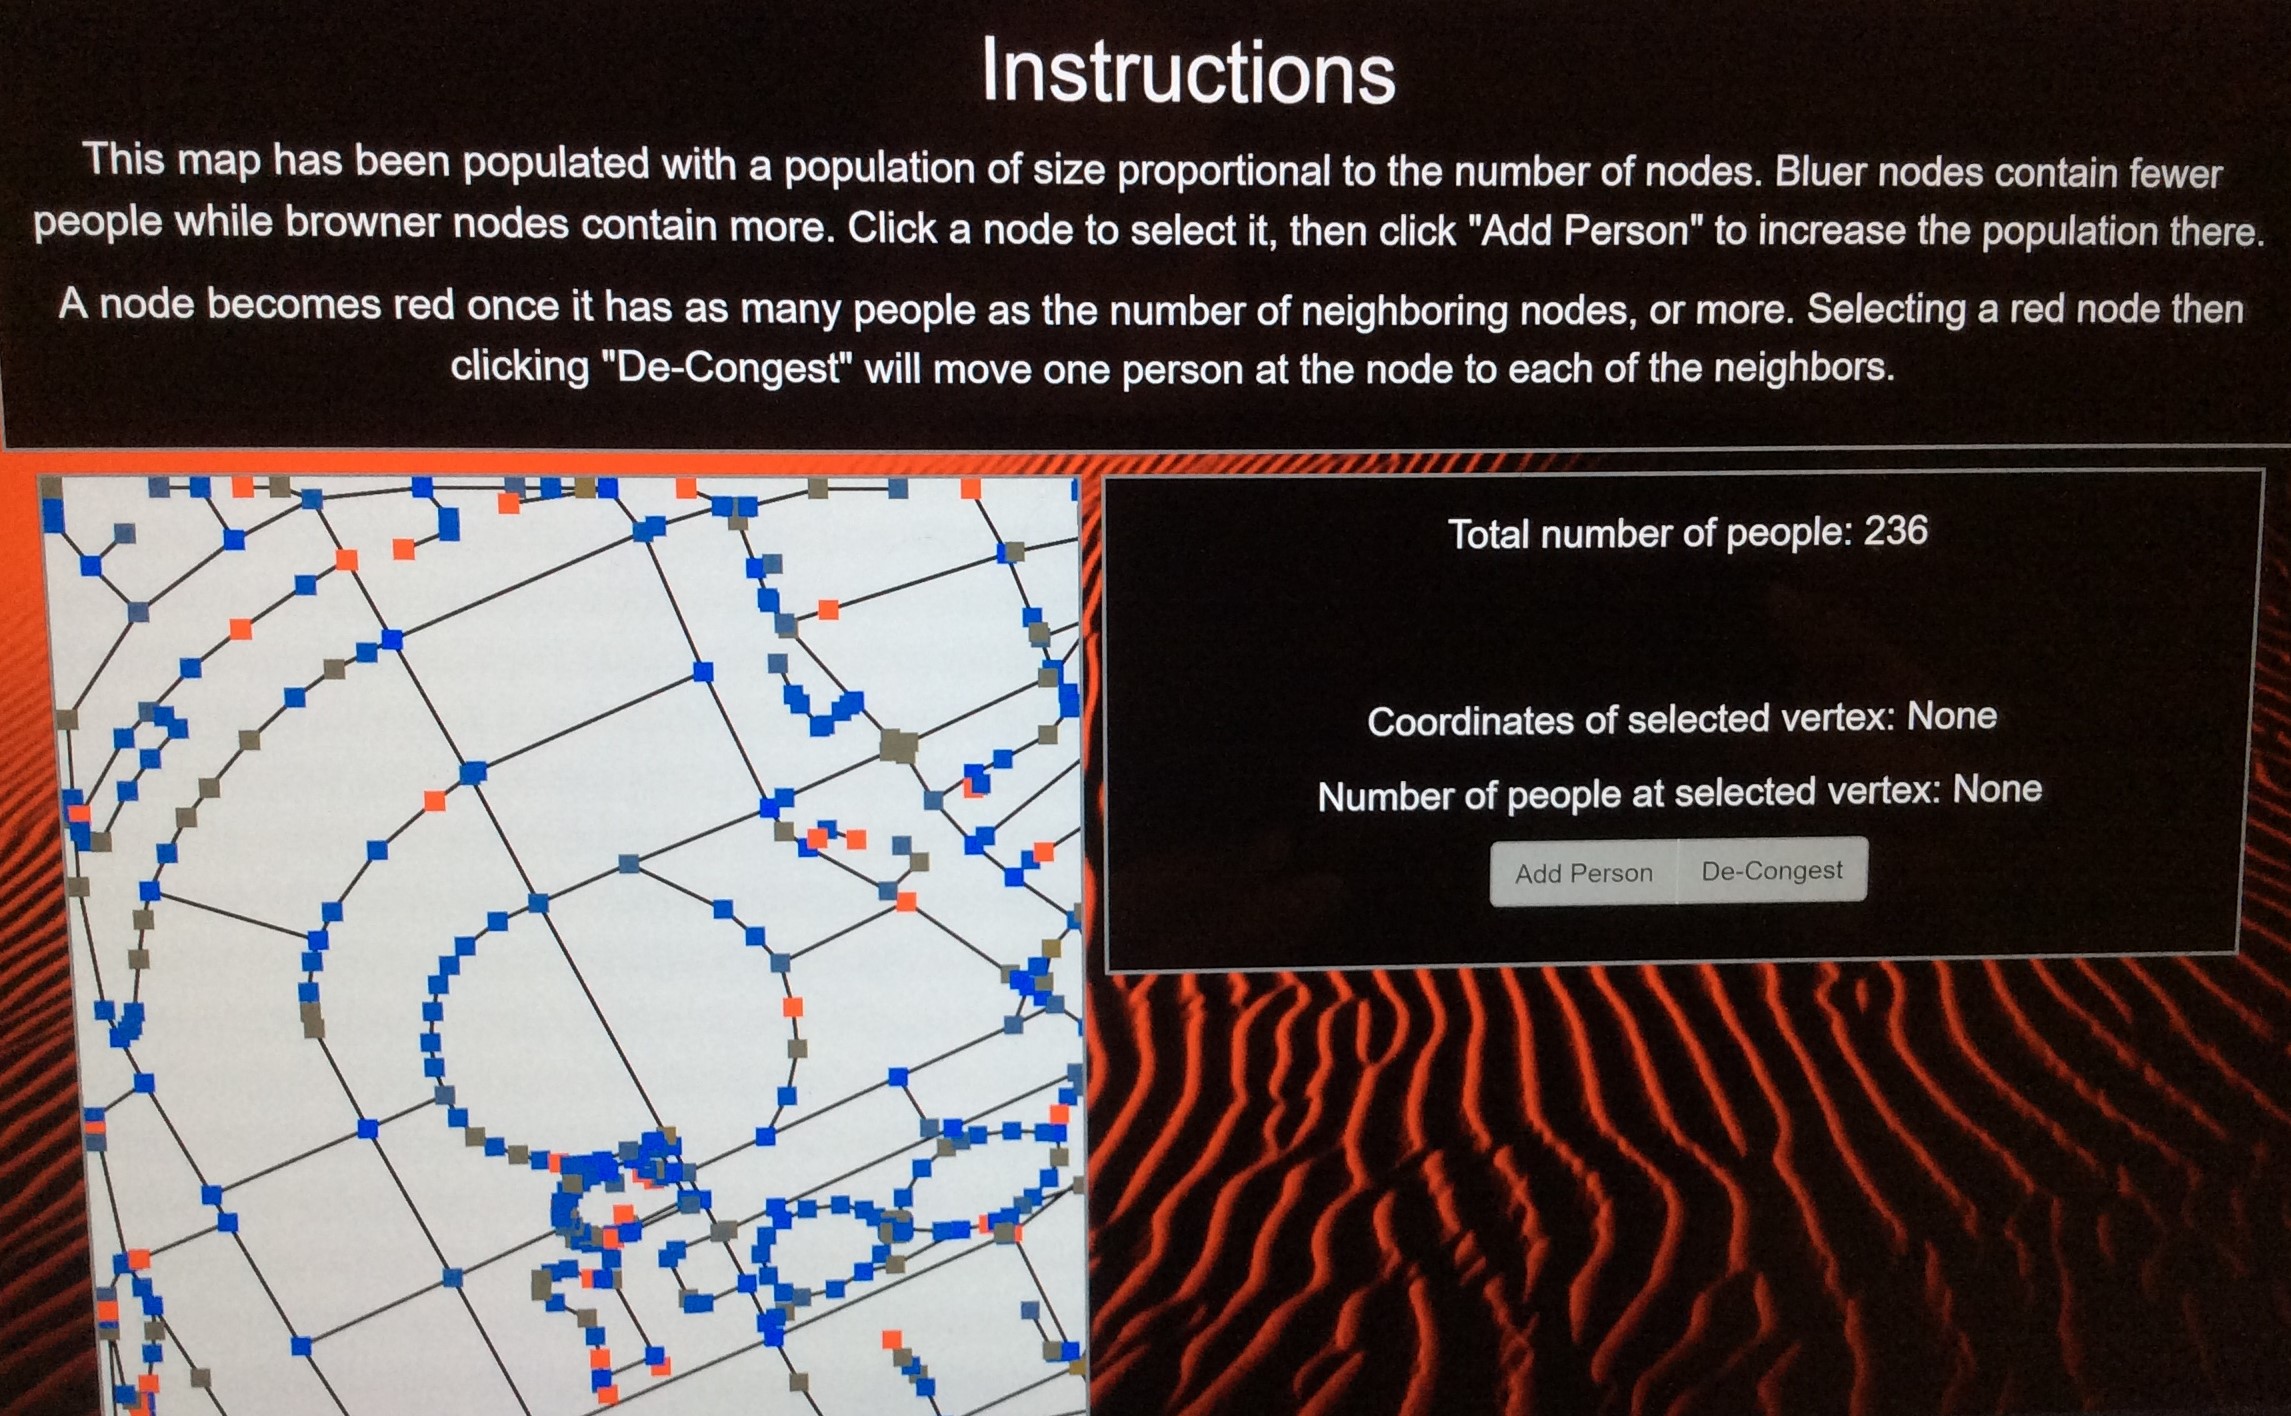 Instructions
This map has been populated with a population of size proportional to the number of nodes. Bluer nodes contain fewer
people while browner nodes contain more. Click a node to select it, then click "Add Person" to increase the population there.
A node becomes red once it has as many people as the number of neighboring nodes, or more. Selecting a red node then
clicking "De-Congest" will move one person at the node to each of the neighbors.
Total number of people: 236
Coordinates of selected vertex: None
Number of people at selected vertex: None
Add Person De-Congest